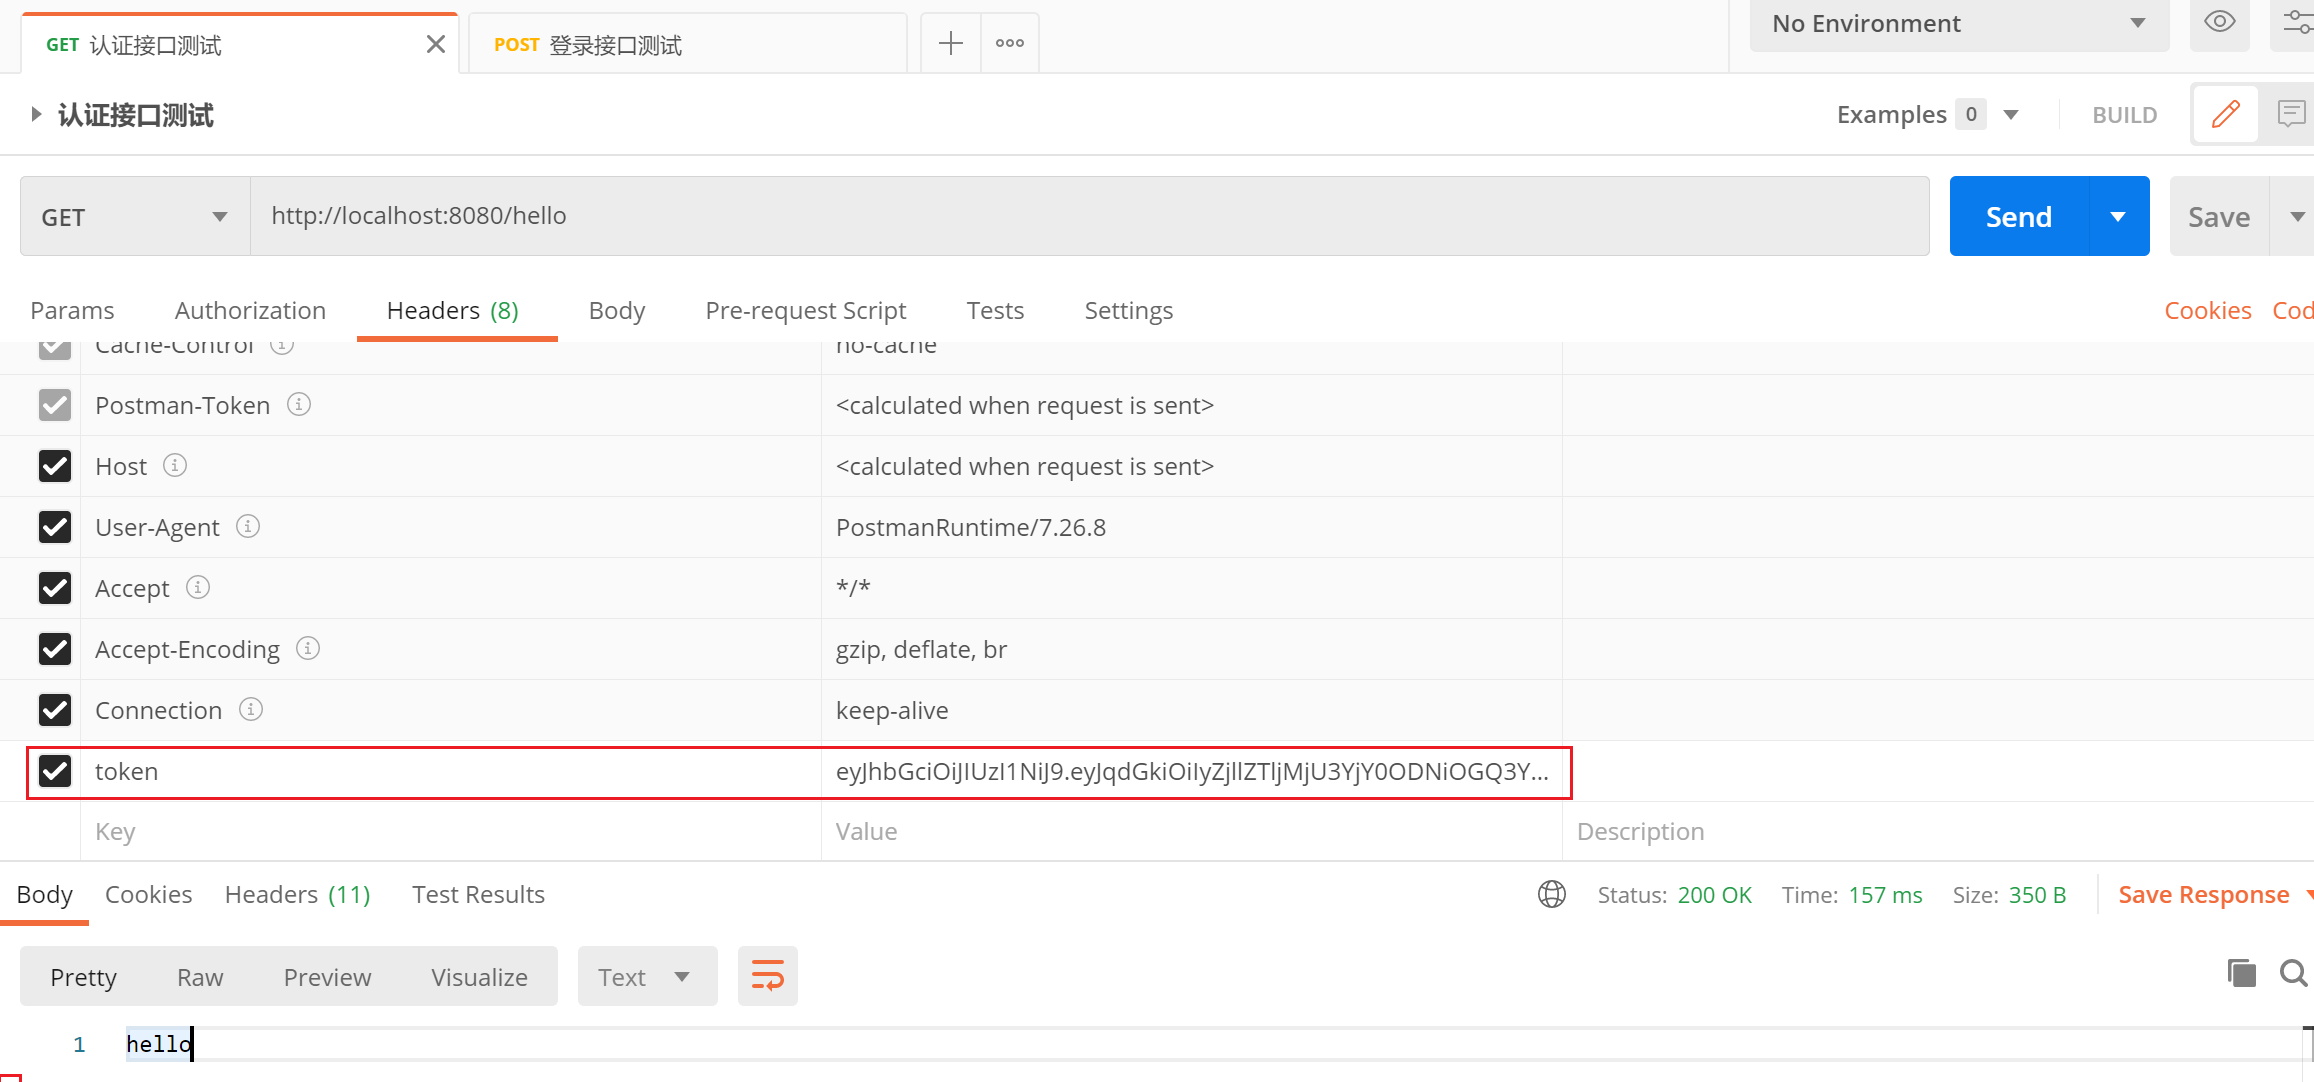 GET 认证接口测试
POST 登录接口测试
No Environment
认证接口测试
Examples 0
BUILD
GET
http://localhost:8080/hello
Send
Save
Params
Authorization
Headers (8)
Body
Pre-request Script
Tests
Settings
Cookies
Cod
Cache-Control no-cache
Postman-Token <calculated when request is sent>
Host <calculated when request is sent>
User-Agent PostmanRuntime/7.26.8
Accept */*
Accept-Encoding gzip, deflate, br
Connection keep-alive
token eyJhbGciOiJIUzI1NiJ9.eyJqdGkiOiIyZjllZTljMjU3YjY0ODNiOGQ3Y...
Key Value Description
Body
Cookies
Headers (11)
Test Results
Status: 200 OK
Time: 157 ms
Size: 350 B
Save Response
Pretty
Raw
Preview
Visualize
Text
1 hello